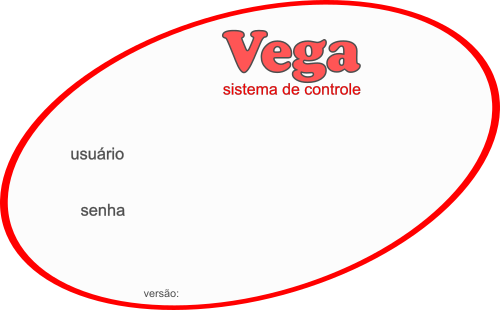 Vega
sistema de controle
usuário
senha
versão: